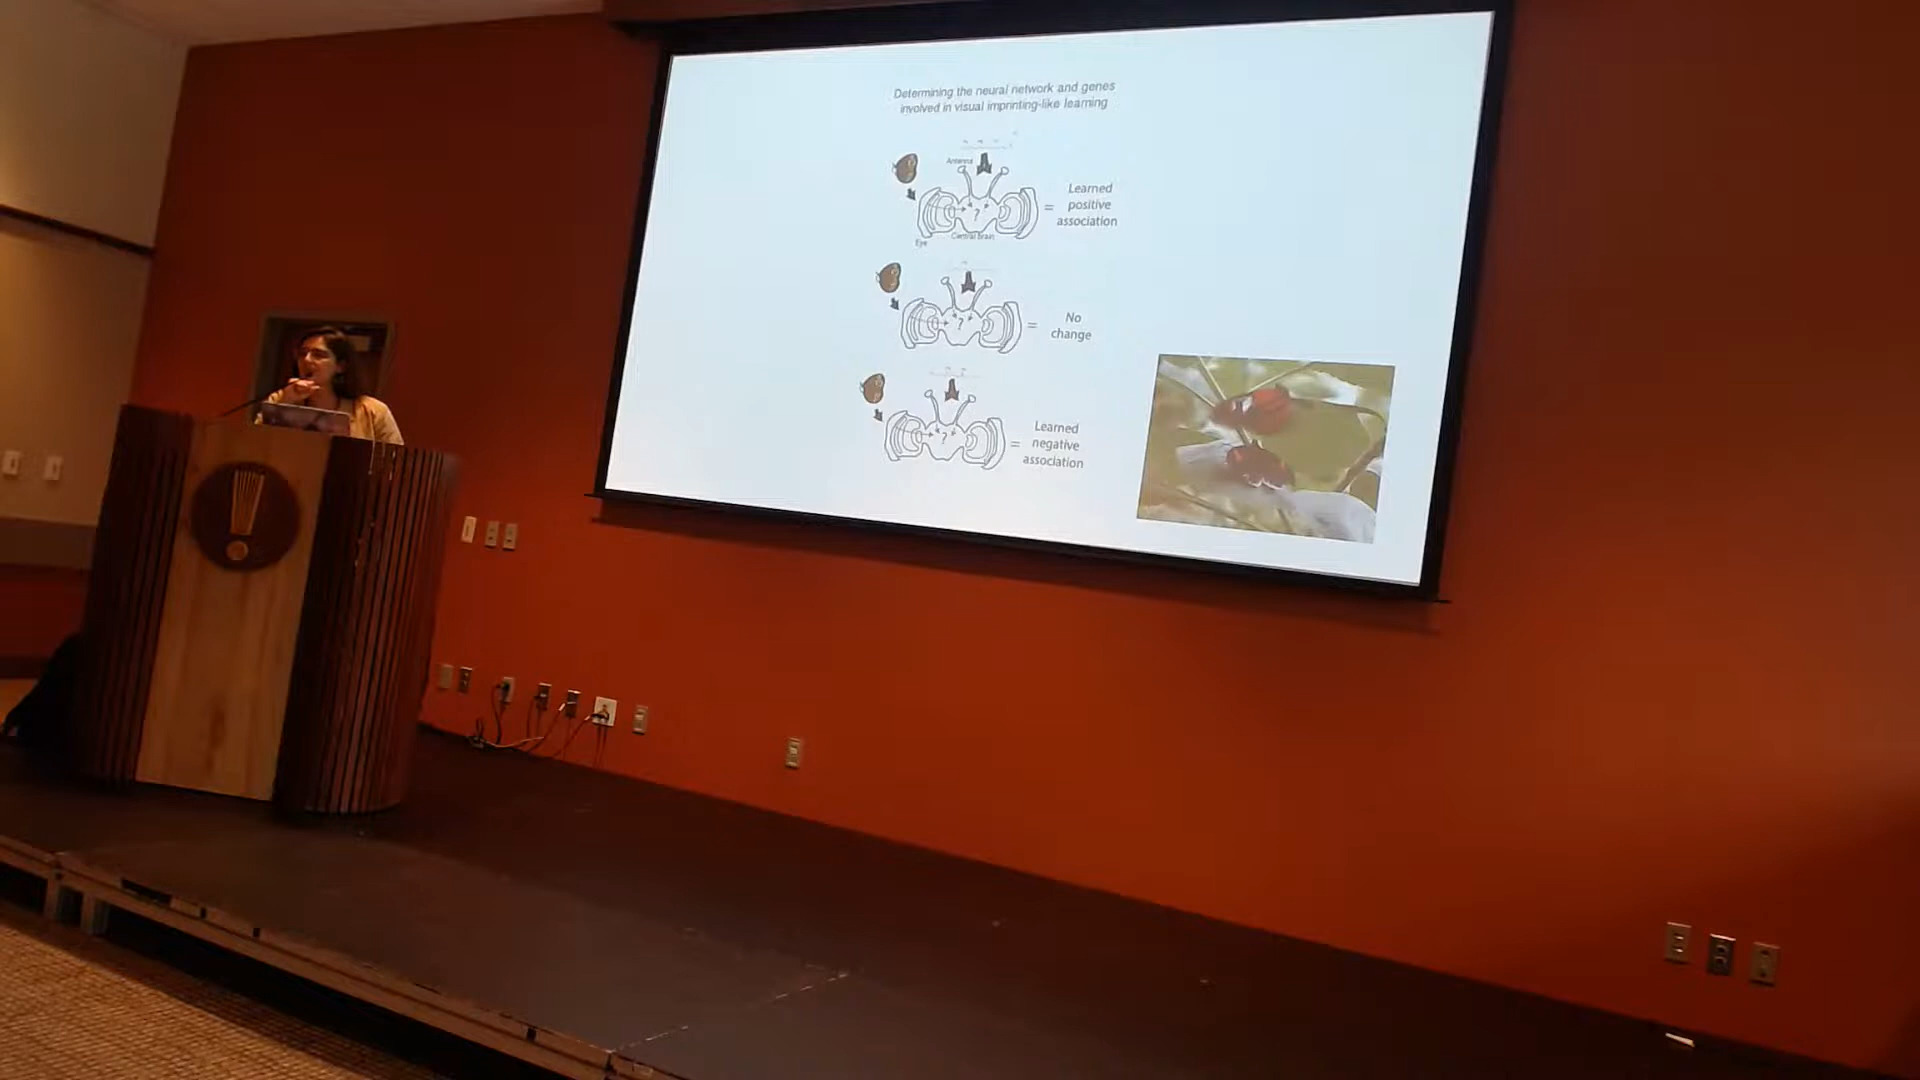 Determining the neural network and genes
involved in visual imprinting-like learning
Antenna
?
= Learned
positive
association
Eye
Central Brain
?
= No
change
?
= Learned
negative
association